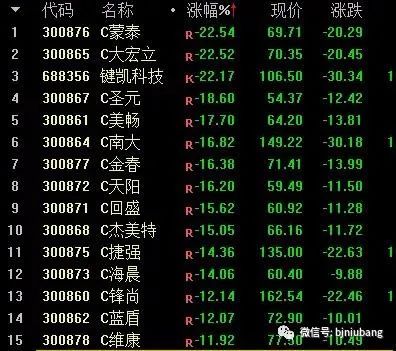 代码 名称 • 涨幅%↑ 现价 涨跌
1 300876 C蒙泰 R -22.54 69.71 -20.29
2 300865 C大宏立 R -22.52 70.35 -20.45
3 688356 键凯科技 K -22.17 106.50 -30.34 1
4 300867 C圣元 R -18.60 54.37 -12.42
5 300861 C美畅 R -17.70 64.20 -13.81
6 300864 C南大 R -16.82 149.22 -30.18 1
7 300877 C金春 R -16.38 71.41 -13.99
8 300872 C天阳 R -16.20 59.49 -11.50
9 300871 C回盛 R -15.62 60.92 -11.28
10 300868 C杰美特 R -15.05 66.16 -11.72
11 300875 C捷强 R -14.36 135.00 -22.63 1
12 300873 C海晨 R -14.06 60.40 -9.88
13 300860 C锋尚 R -12.14 162.54 -22.46 1
14 300862 C蓝盾 R -12.07 72.90 -10.01
15 300878 C维康 R -11.92 77.50 -10.49
微信号: bjnjubang